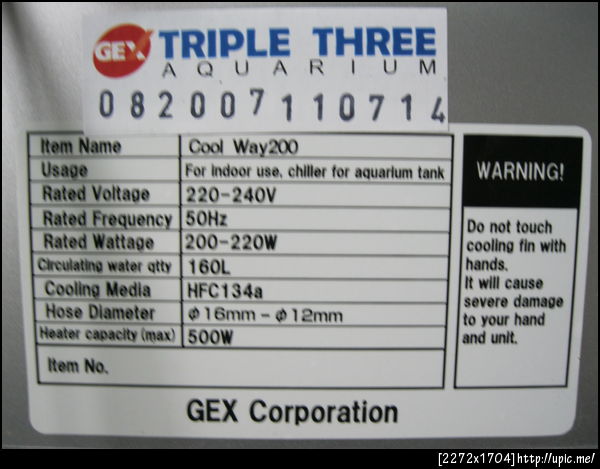 GEX TRIPLE THREE
AQUARIUM
082007110714
Item Name Cool Way200
Usage For indoor use, chiller for aquarium tank
Rated Voltage 220-240V
Rated Frequency 50Hz
Rated Wattage 200-220W
Circulating water qtty 160L
Cooling Media HFC134a
Hose Diameter φ16mm-φ12mm
Heater capacity (max) 500W
Item No.
WARNING!
Do not touch
cooling fin with
hands.
It will cause
severe damage
to your hand
and unit.
GEX Corporation
[2272x1704]http://upic.me/